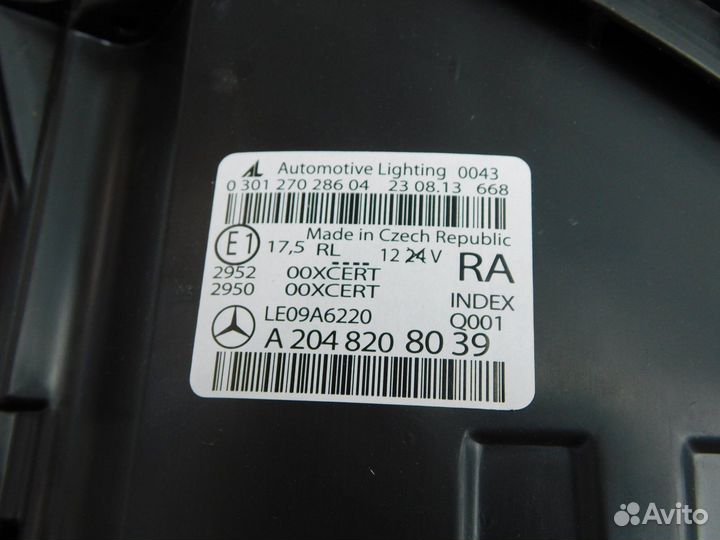 AL Automotive Lighting 0043
0 301 270 286 04 23 08.13 668
E1 17,5 RL 12 24 V
Made in Czech Republic
RA
2952 00XCERT
2950 00XCERT
INDEX
LE09A6220 Q001
A 204 820 80 39
Avito